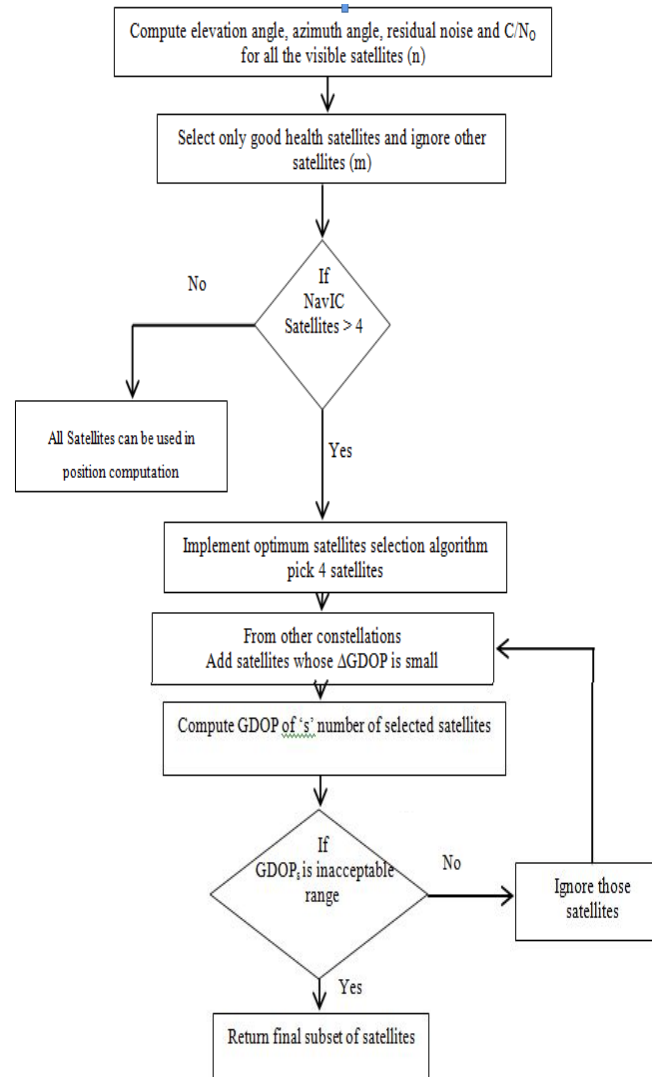 Compute elevation angle, azimuth angle, residual noise and C/N₀
for all the visible satellites (n)
Select only good health satellites and ignore other
satellites (m)
If
NavIC
Satellites > 4
No
All Satellites can be used in
position computation
Yes
Implement optimum satellites selection algorithm
pick 4 satellites
From other constellations
Add satellites whose ΔGDOP is small
Compute GDOP of ‘s’ number of selected satellites
If
GDOPₛ is inacceptable
range
No
Ignore those
satellites
Yes
Return final subset of satellites